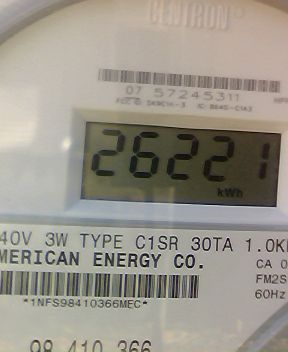 CENTRON®
07 57245311
26221
kWh
40V 3W TYPE C1SR 30TA 1.0K
MERICAN ENERGY CO.
CA 0
FM2S
60Hz
*1NFS98410366MEC*
98 410 366